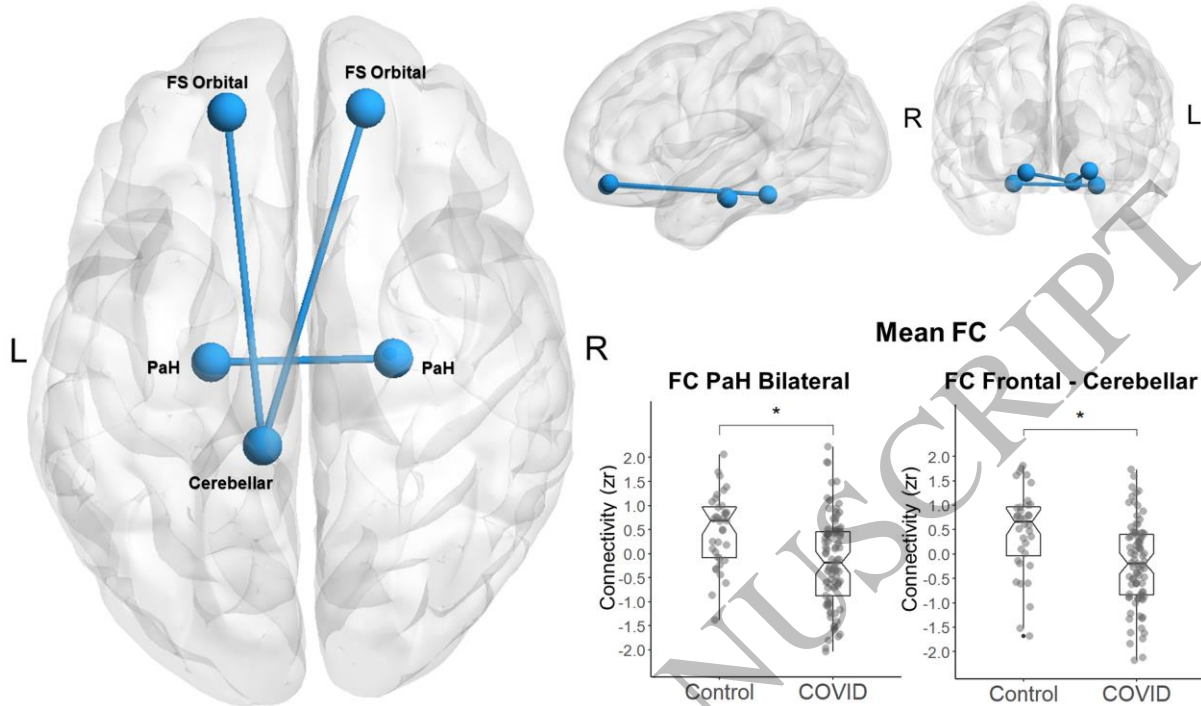 FS Orbital
FS Orbital
L
PaH
PaH
R
Cerebellar
R
L
Mean FC
FC PaH Bilateral
FC Frontal - Cerebellar
*
*
Connectivity (zr)
2.0
1.5
1.0
0.5
0.0
-0.5
-1.0
-1.5
-2.0
Control
COVID
Connectivity (zr)
2.0
1.5
1.0
0.5
0.0
-0.5
-1.0
-1.5
-2.0
Control
COVID
NUSCRIPT